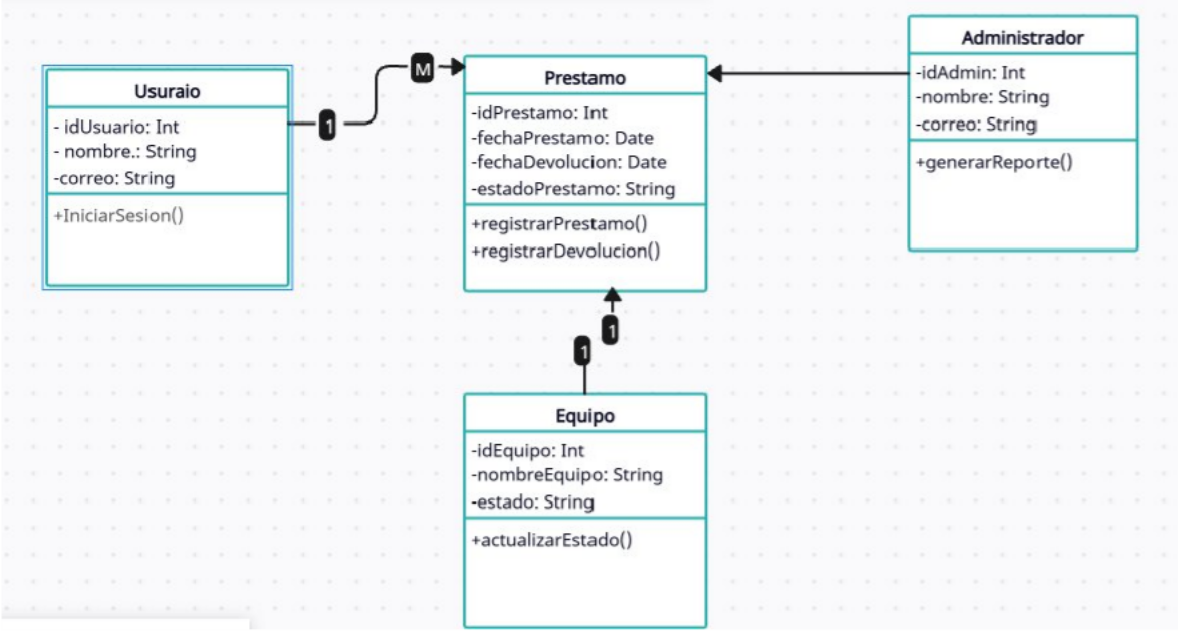 Usuraio
- idUsuario: Int
- nombre.: String
-correo: String
+IniciarSesion()
1
M
Prestamo
-idPrestamo: Int
-fechaPrestamo: Date
-fechaDevolucion: Date
-estadoPrestamo: String
+registrarPrestamo()
+registrarDevolucion()
Administrador
-idAdmin: Int
-nombre: String
-correo: String
+generarReporte()
1
1
Equipo
-idEquipo: Int
-nombreEquipo: String
-estado: String
+actualizarEstado()